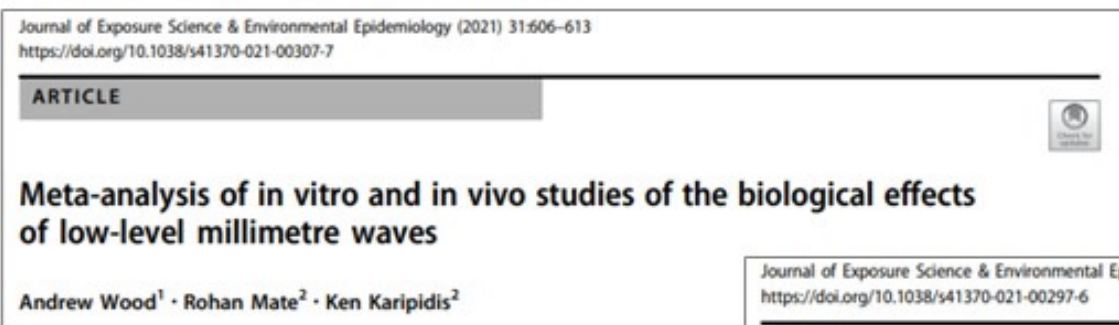 Journal of Exposure Science & Environmental Epidemiology (2021) 31:606–613
https://doi.org/10.1038/s41370-021-00307-7
ARTICLE
Check for
updates
Meta-analysis of in vitro and in vivo studies of the biological effects
of low-level millimetre waves
Andrew Wood1 · Rohan Mate2 · Ken Karipidis2
Journal of Exposure Science & Environmental E
https://doi.org/10.1038/s41370-021-00297-6